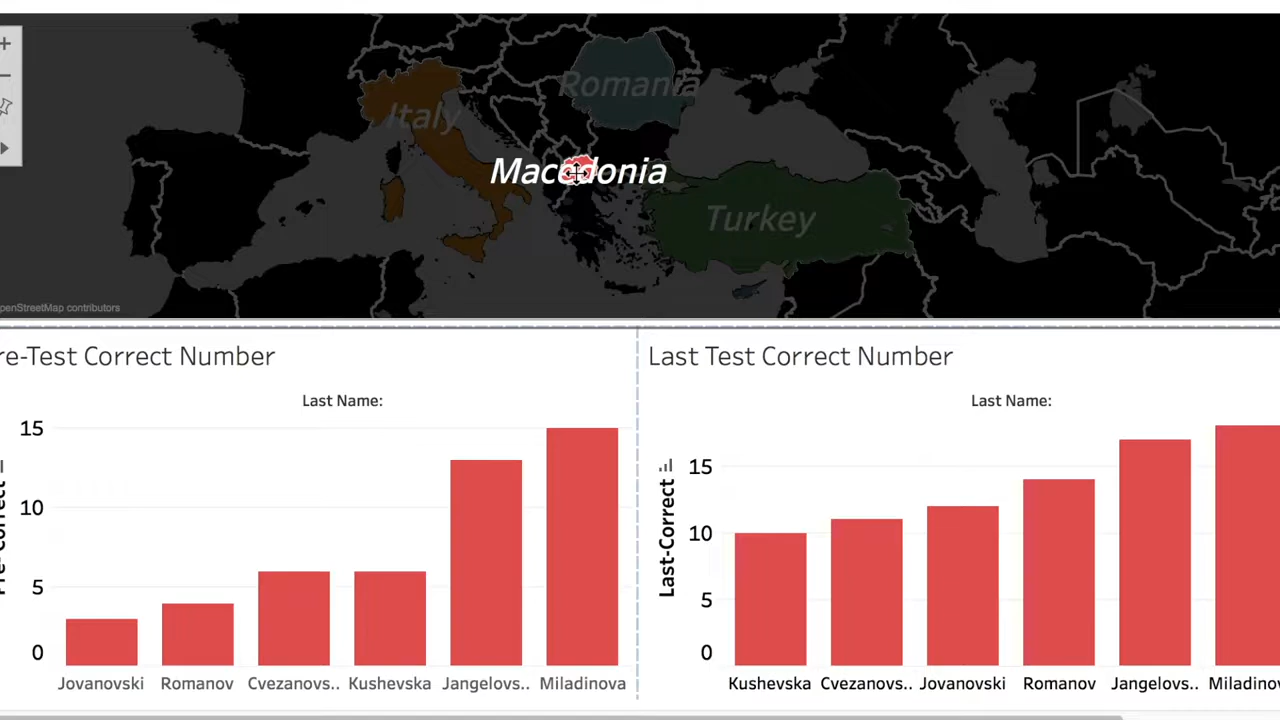 Romania
Italy
Macedonia
Turkey
penStreetMap contributors
re-Test Correct Number
Last Test Correct Number
Last Name:
Last Name:
15
10
5
0
Pre- Correct
15
10
5
0
Last-Correct
Jovanovski Romanov Cvezanovs.. Kushevska Jangelovs.. Miladinova
Kushevska Cvezanovs.. Jovanovski Romanov Jangelovs.. Miladinov